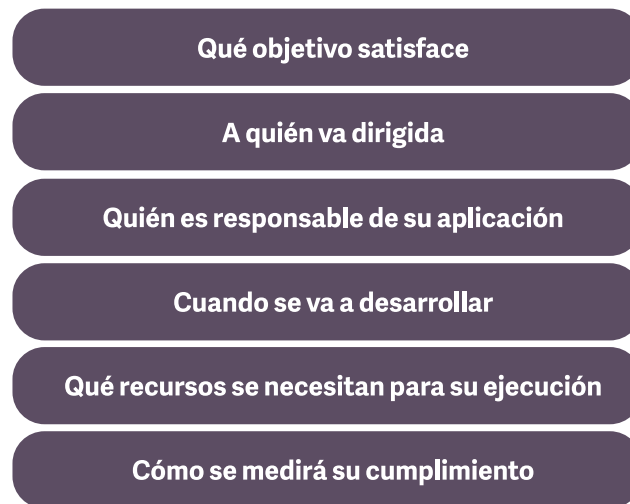 Qué objetivo satisface
A quién va dirigida
Quién es responsable de su aplicación
Cuando se va a desarrollar
Qué recursos se necesitan para su ejecución
Cómo se medirá su cumplimiento